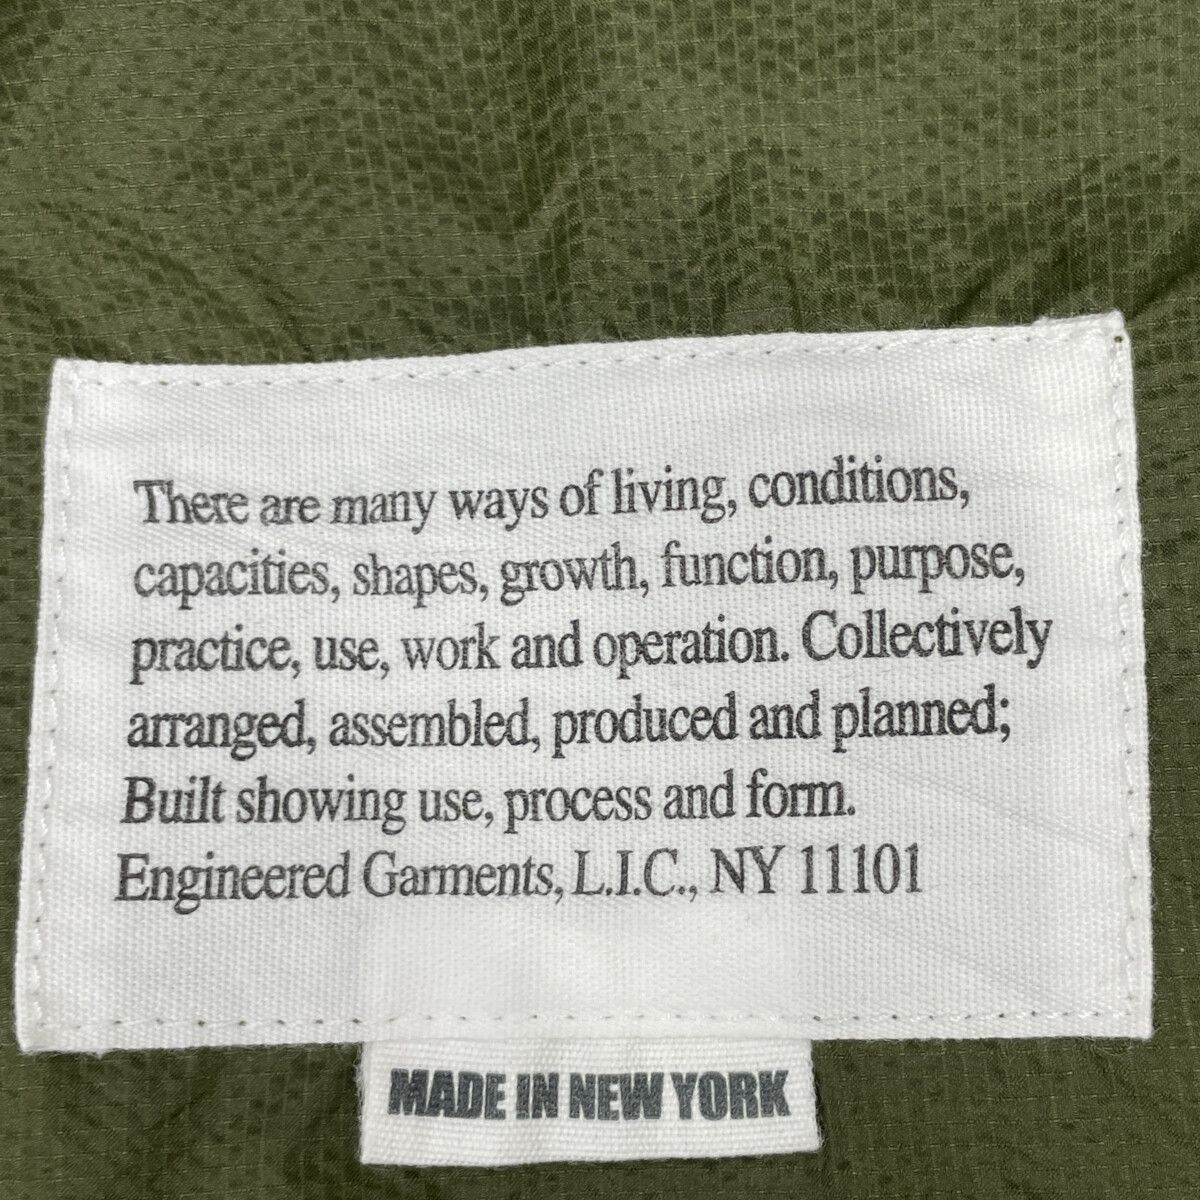 There are many ways of living, conditions,
capacities, shapes, growth, function, purpose,
practice, use, work and operation. Collectively
arranged, assembled, produced and planned;
Built showing use, process and form.
Engineered Garments, L.I.C., NY 11101
MADE IN NEW YORK